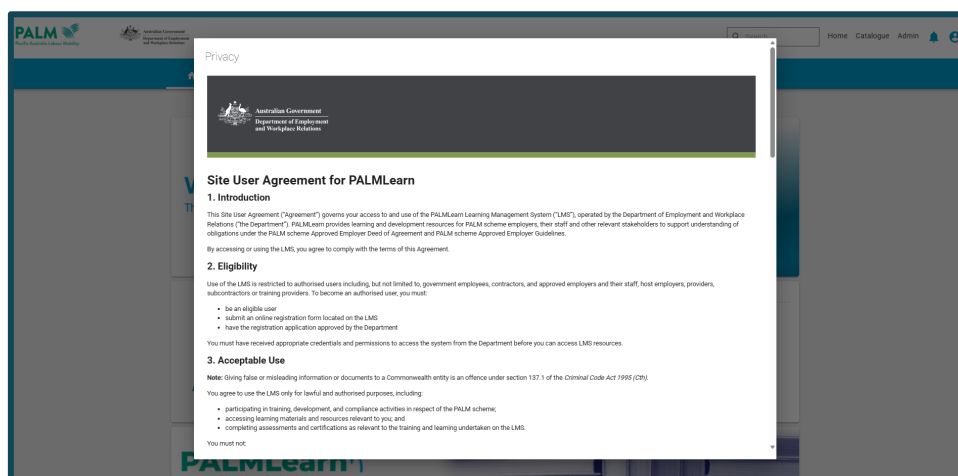 PALM
Pacific Australia Labour Mobility
Australian Government
Department of Employment
and Workplace Relations
Search
Home Catalogue Admin
Privacy
Australian Government
Department of Employment
and Workplace Relations
Site User Agreement for PALMLearn
1. Introduction
This Site User Agreement ("Agreement") governs your access to and use of the PALMLearn Learning Management System ("LMS"), operated by the Department of Employment and Workplace
Relations ("the Department"). PALMLearn provides learning and development resources for PALM scheme employers, their staff and other relevant stakeholders to support understanding of
obligations under the PALM scheme Approved Employer Deed of Agreement and PALM scheme Approved Employer Guidelines.
By accessing or using the LMS, you agree to comply with the terms of this Agreement.
2. Eligibility
Use of the LMS is restricted to authorised users including, but not limited to, government employees, contractors, and approved employers and their staff, host employers, providers,
subcontractors or training providers. To become an authorised user, you must:
• be an eligible user
• submit an online registration form located on the LMS
• have the registration application approved by the Department
You must have received appropriate credentials and permissions to access the system from the Department before you can access LMS resources.
3. Acceptable Use
Note: Giving false or misleading information or documents to a Commonwealth entity is an offence under section 137.1 of the Criminal Code Act 1995 (Cth).
You agree to use the LMS only for lawful and authorised purposes, including:
• participating in training, development, and compliance activities in respect of the PALM scheme;
• accessing learning materials and resources relevant to you; and
• completing assessments and certifications as relevant to the training and learning undertaken on the LMS.
You must not:
PALMLearn